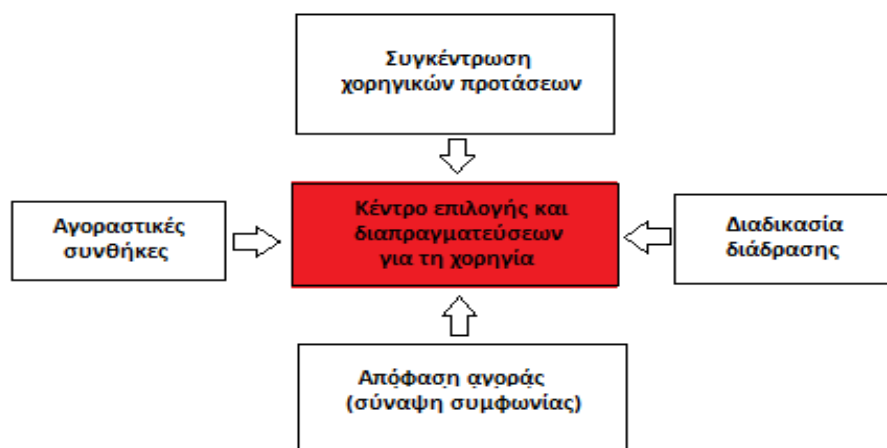 Συγκέντρωση
χορηγικών προτάσεων
Αγοραστικές
συνθήκες
Κέντρο επιλογής και
διαπραγματεύσεων
για τη χορηγία
Διαδικασία
διάδρασης
Απόφαση αγοράς
(σύναψη συμφωνίας)